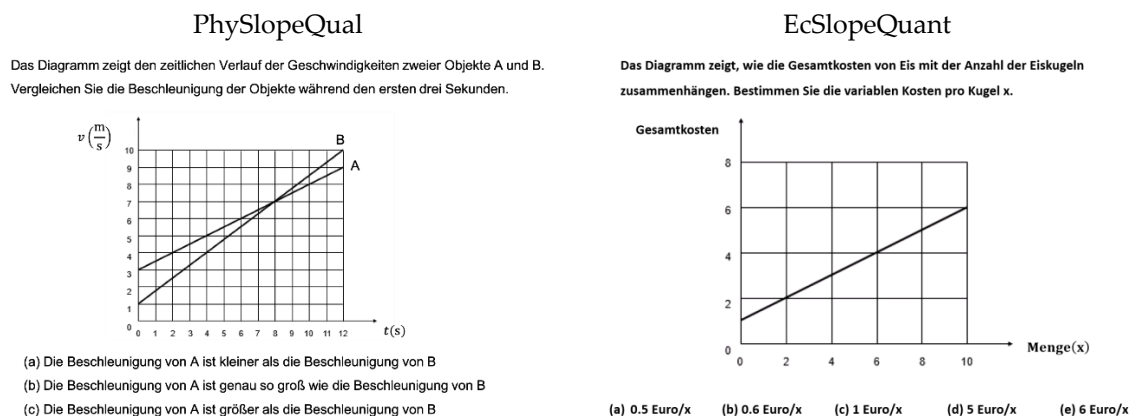 PhySlopeQual
Das Diagramm zeigt den zeitlichen Verlauf der Geschwindigkeiten zweier Objekte A und B.
Vergleichen Sie die Beschleunigung der Objekte während den ersten drei Sekunden.
v(m/s)
B
A
10
9
8
7
6
5
4
3
2
1
0
0 1 2 3 4 5 6 7 8 9 10 11 12
t(s)
(a) Die Beschleunigung von A ist kleiner als die Beschleunigung von B
(b) Die Beschleunigung von A ist genau so groß wie die Beschleunigung von B
(c) Die Beschleunigung von A ist größer als die Beschleunigung von B
EcSlopeQuant
Das Diagramm zeigt, wie die Gesamtkosten von Eis mit der Anzahl der Eiskugeln
zusammenhängen. Bestimmen Sie die variablen Kosten pro Kugel x.
Gesamtkosten
8
6
4
2
0
0 2 4 6 8 10
Menge(x)
(a) 0.5 Euro/x (b) 0.6 Euro/x (c) 1 Euro/x (d) 5 Euro/x (e) 6 Euro/x